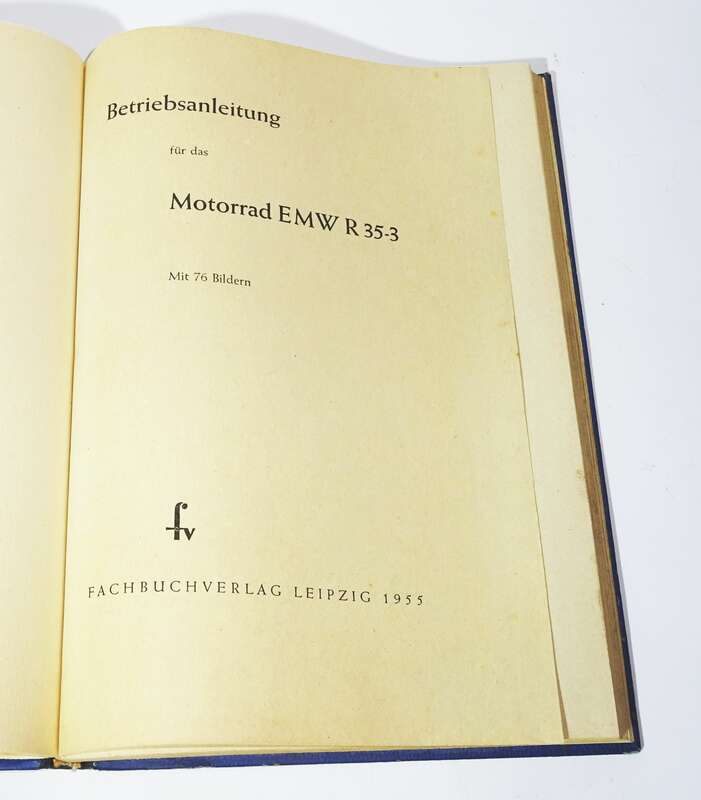 Betriebsanleitung
für das
Motorrad EMW R 35-3
Mit 76 Bildern
fv
FACHBUCHVERLAG LEIPZIG 1955